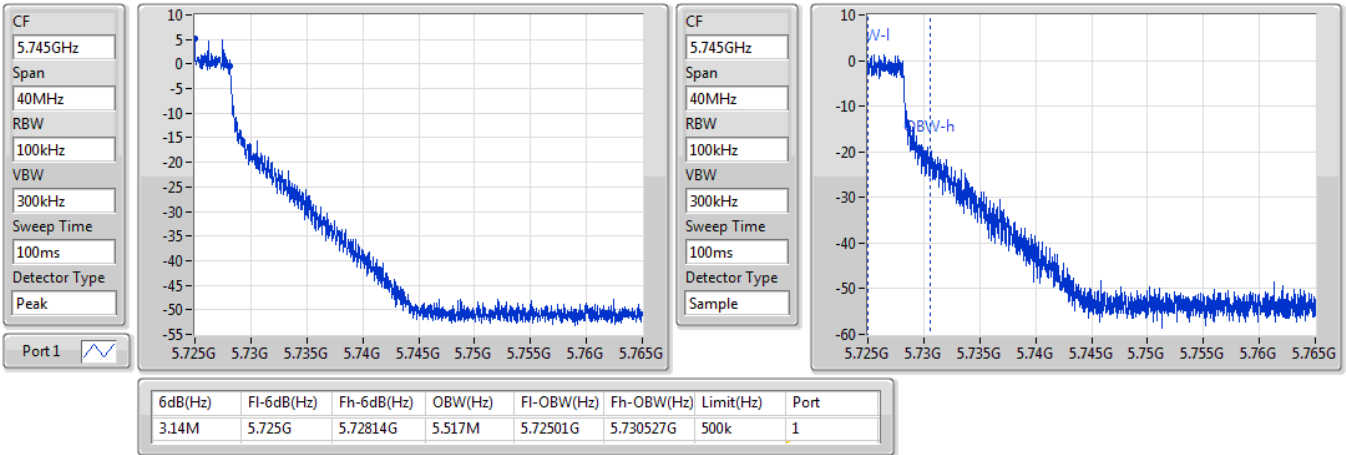 CF
5.745GHz
Span
40MHz
RBW
100kHz
VBW
300kHz
Sweep Time
100ms
Detector Type
Peak
Port 1
10
5
0
-5
-10
-15
-20
-25
-30
-35
-40
-45
-50
-55
5.725G 5.73G 5.735G 5.74G 5.745G 5.75G 5.755G 5.76G 5.765G
CF
5.745GHz
Span
40MHz
RBW
100kHz
VBW
300kHz
Sweep Time
100ms
Detector Type
Sample
10
0
-10
-20
-30
-40
-50
-60
W-l
OBW-h
5.725G 5.73G 5.735G 5.74G 5.745G 5.75G 5.755G 5.76G 5.765G
6dB(Hz) Fl-6dB(Hz) Fh-6dB(Hz) OBW(Hz) Fl-OBW(Hz) Fh-OBW(Hz) Limit(Hz) Port
3.14M 5.725G 5.72814G 5.517M 5.72501G 5.730527G 500k 1